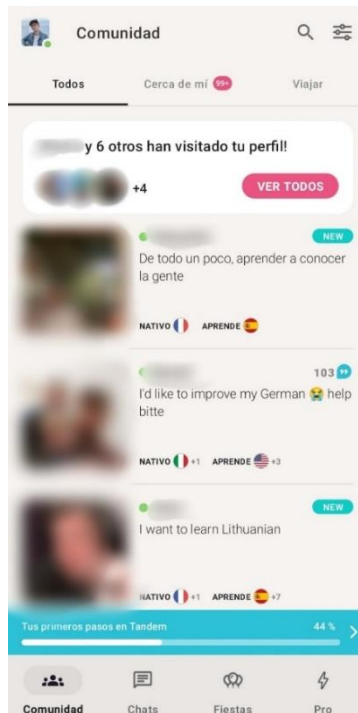 Comunidad
Todos
Cerca de mí 99+
Viajar
y 6 otros han visitado tu perfil!
+4
VER TODOS
NEW
De todo un poco, aprender a conocer
la gente
NATIVO APRENDE
103
I'd like to improve my German 😭 help
bitte
NATIVO +1 APRENDE +3
NEW
I want to learn Lithuanian
NATIVO +1 APRENDE +7
Tus primeros pasos en Tandem 44 %
Comunidad
Chats
Fiestas
Pro